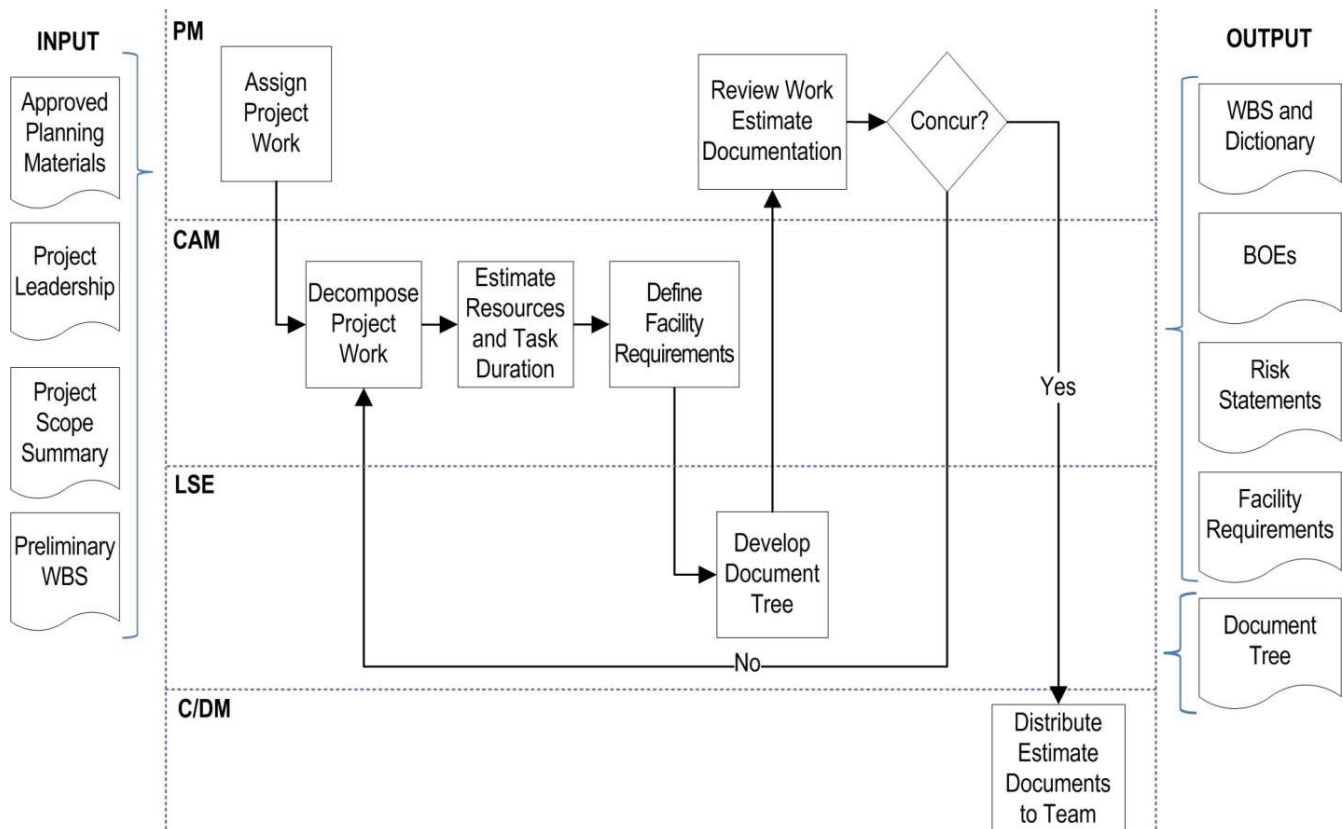 INPUT
Approved
Planning
Materials
Project
Leadership
Project
Scope
Summary
Preliminary
WBS
PM
Assign
Project
Work
Review Work
Estimate
Documentation
Concur?
CAM
Decompose
Project
Work
Estimate
Resources
and Task
Duration
Define
Facility
Requirements
Yes
LSE
Develop
Document
Tree
No
C/DM
Distribute
Estimate
Documents
to Team
OUTPUT
WBS and
Dictionary
BOEs
Risk
Statements
Facility
Requirements
Document
Tree